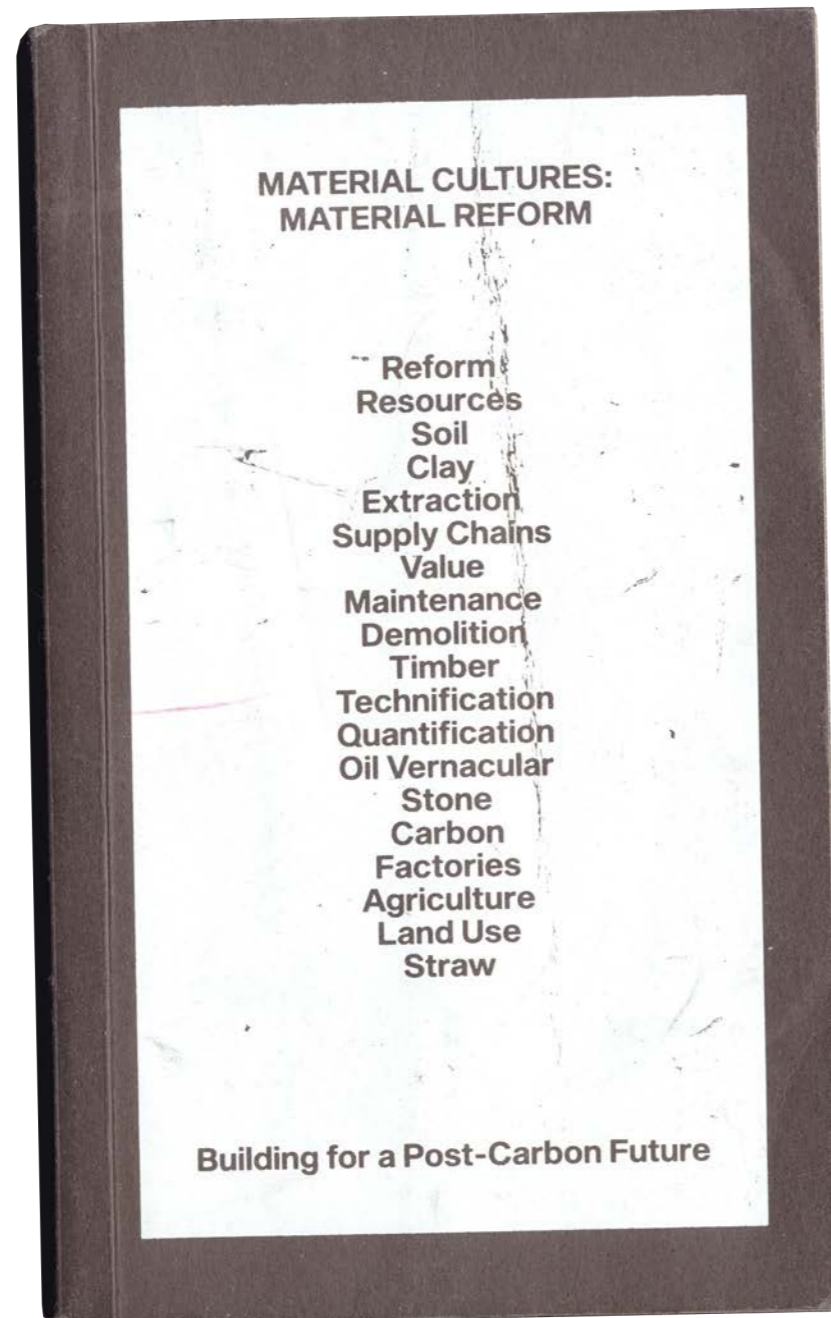 MATERIAL CULTURES:
MATERIAL REFORM
Reform
Resources
Soil
Clay
Extraction
Supply Chains
Value
Maintenance
Demolition
Timber
Technification
Quantification
Oil Vernacular
Stone
Carbon
Factories
Agriculture
Land Use
Straw
Building for a Post-Carbon Future